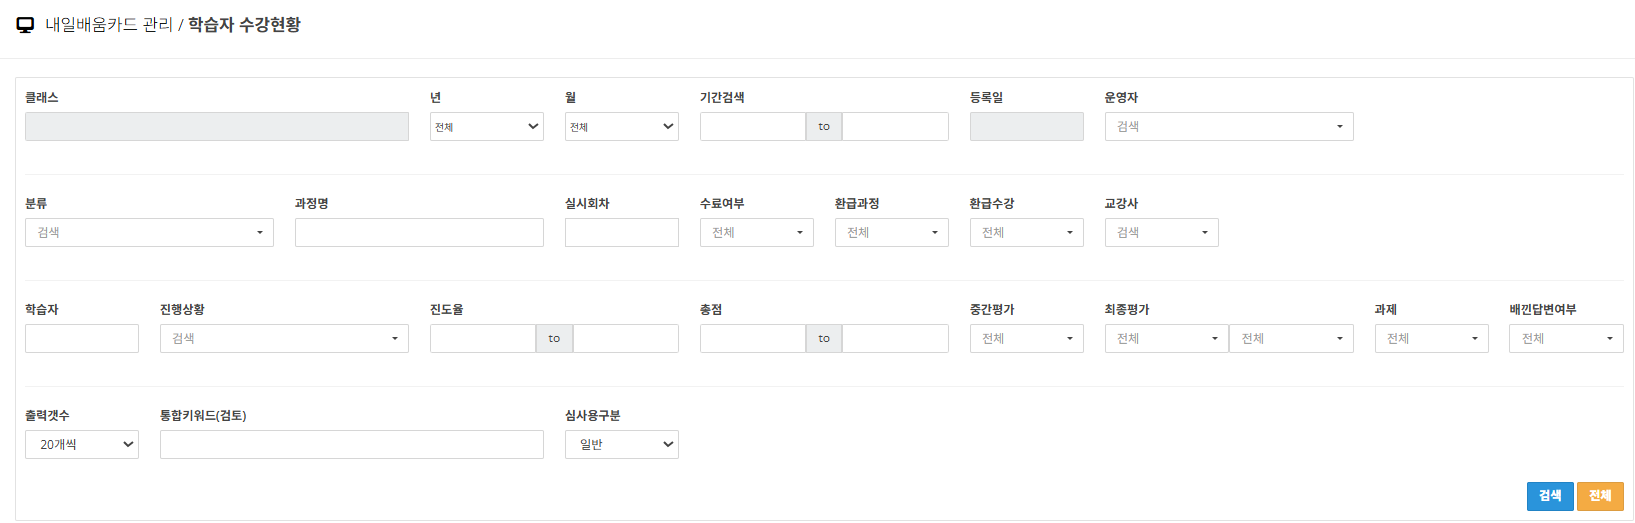 내일배움카드 관리 / 학습자 수강현황
클래스 년 월 기간검색 등록일 운영자
전체 전체 to 검색
분류 과정명 실시회차 수료여부 환급과정 환급수강 교강사
검색 전체 전체 전체 검색
학습자 진행상황 진도율 총점 중간평가 최종평가 과제 배낀답변여부
검색 to to 전체 전체 전체 전체 전체
출력갯수 통합키워드(검토) 심사용구분
20개씩 일반
검색 전체